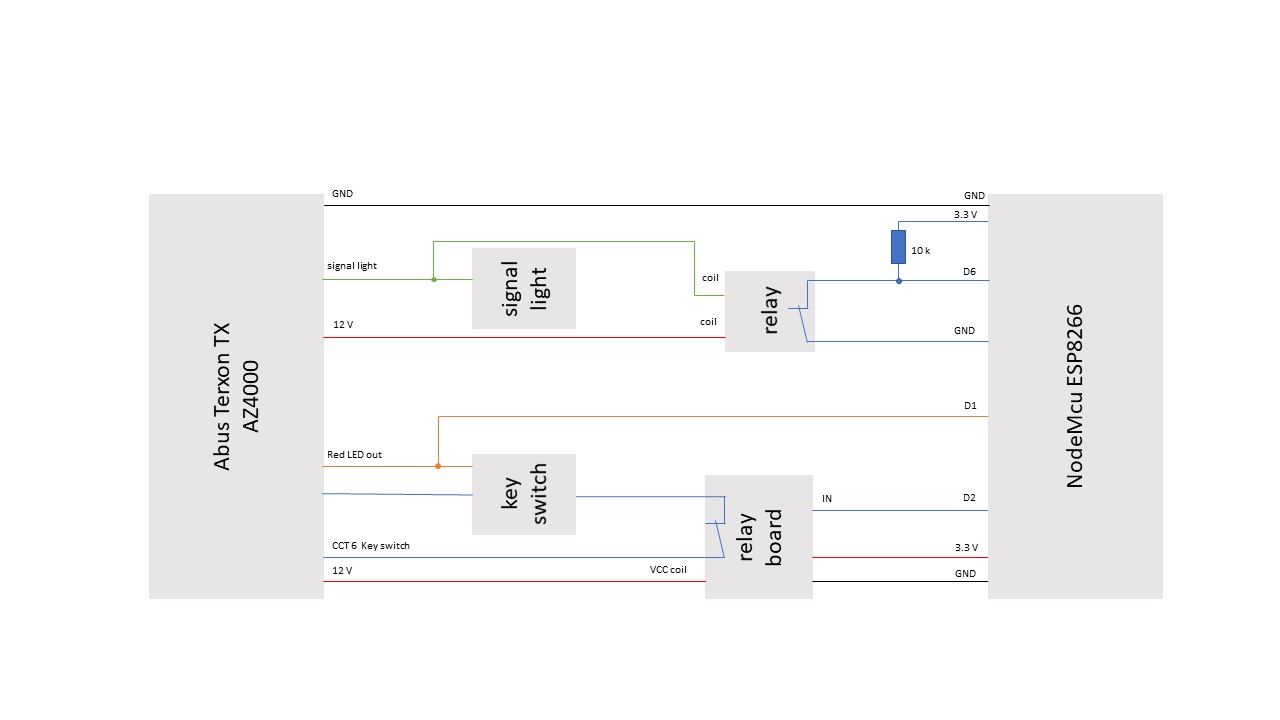 GND
GND
3.3 V
10 k
signal light
signal
light
coil
D6
12 V
coil
relay
GND
Abus Terxon TX
AZ4000
NodeMcu ESP8266
D1
Red LED out
key
switch
IN
D2
relay
board
CCT 6 Key switch
3.3 V
12 V
VCC coil
GND